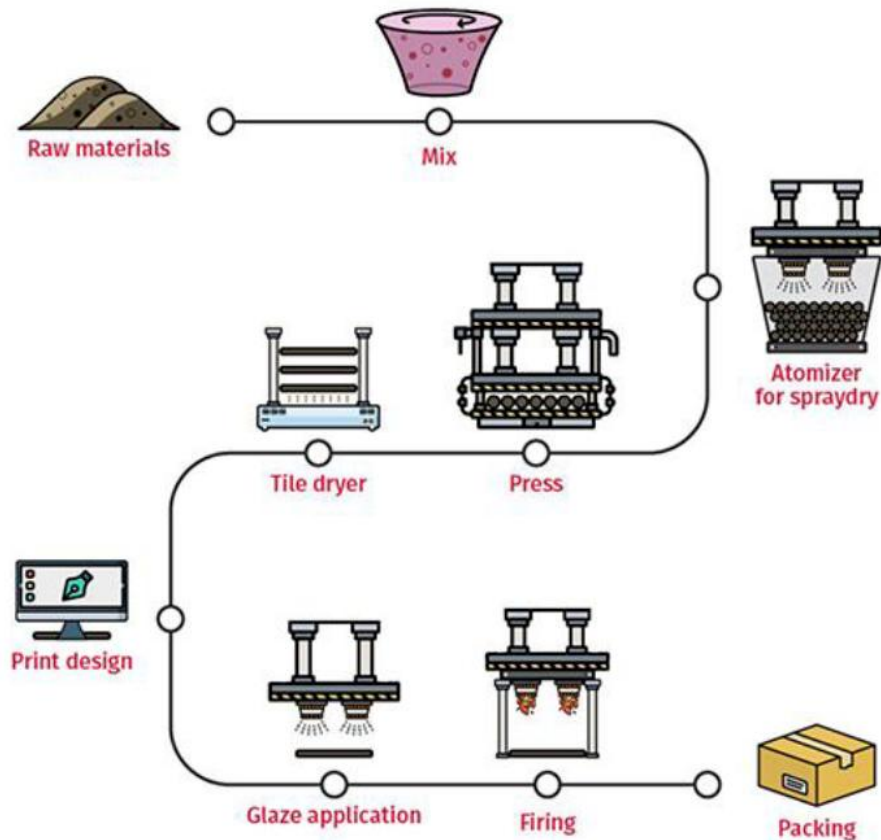 Raw materials
Mix
Atomizer
for spraydry
Press
Tile dryer
Print design
Glaze application
Firing
Packing